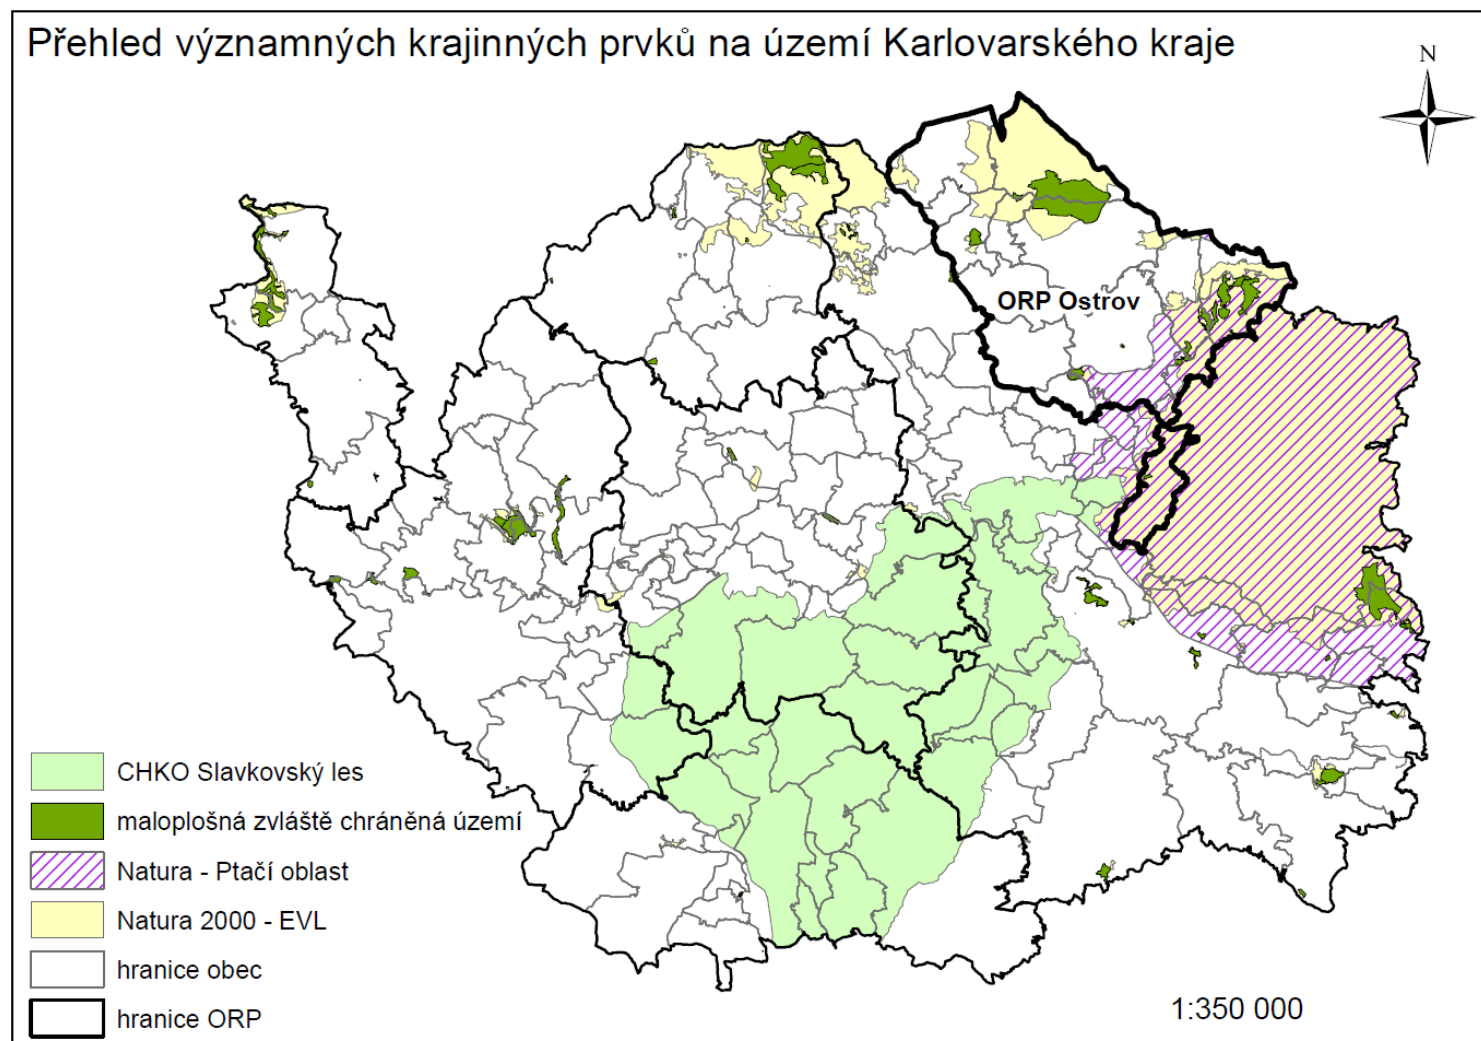 Přehled významných krajinných prvků na území Karlovarského kraje
N
ORP Ostrov
CHKO Slavkovský les
maloplošná zvláště chráněná území
Natura - Ptačí oblast
Natura 2000 - EVL
hranice obec
hranice ORP
1:350 000